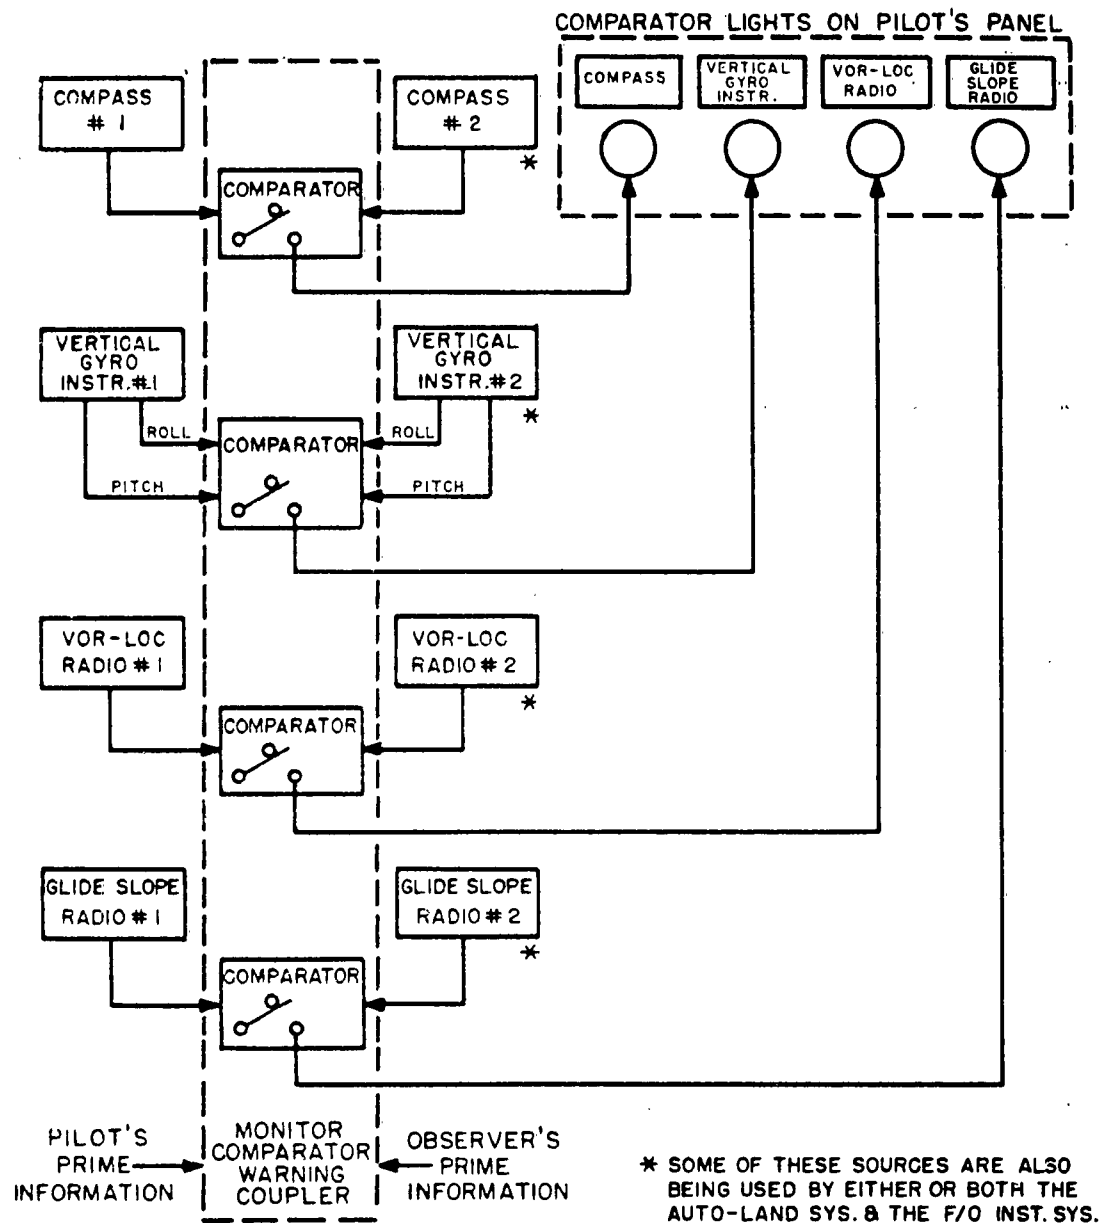 COMPARATOR LIGHTS ON PILOT'S PANEL
COMPASS
VERTICAL
GYRO
INSTR.
VOR-LOC
RADIO
GLIDE
SLOPE
RADIO
COMPASS
# 1
COMPASS
# 2
*
COMPARATOR
VERTICAL
GYRO
INSTR.#1
VERTICAL
GYRO
INSTR.#2
*
ROLL
COMPARATOR
ROLL
PITCH
PITCH
VOR-LOC
RADIO # 1
VOR-LOC
RADIO # 2
*
COMPARATOR
GLIDE SLOPE
RADIO # 1
GLIDE SLOPE
RADIO # 2
*
COMPARATOR
PILOT'S
PRIME
INFORMATION
MONITOR
COMPARATOR
WARNING
COUPLER
OBSERVER'S
PRIME
INFORMATION
* SOME OF THESE SOURCES ARE ALSO
BEING USED BY EITHER OR BOTH THE
AUTO-LAND SYS. & THE F/O INST. SYS.